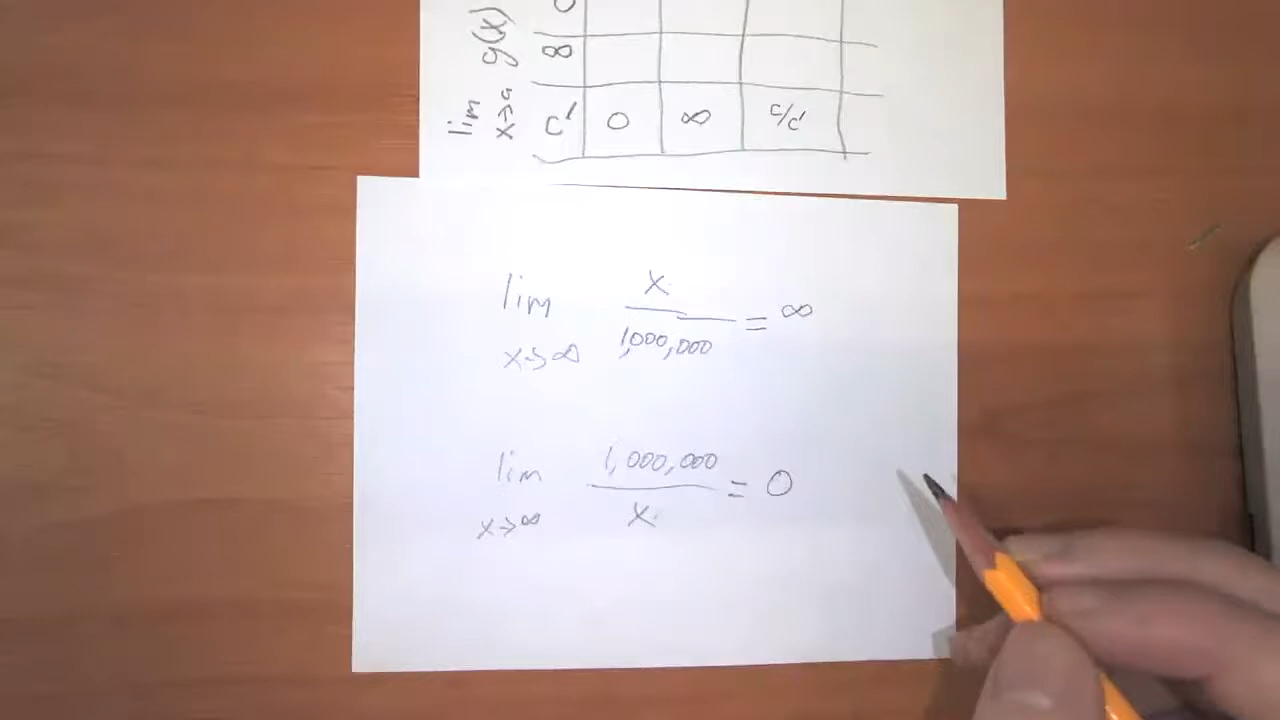 lim x→a g(x)
∞
c' 0 ∞ c/c'
lim x→∞ x/1,000,000 = ∞
lim x→∞ 1,000,000/x = 0